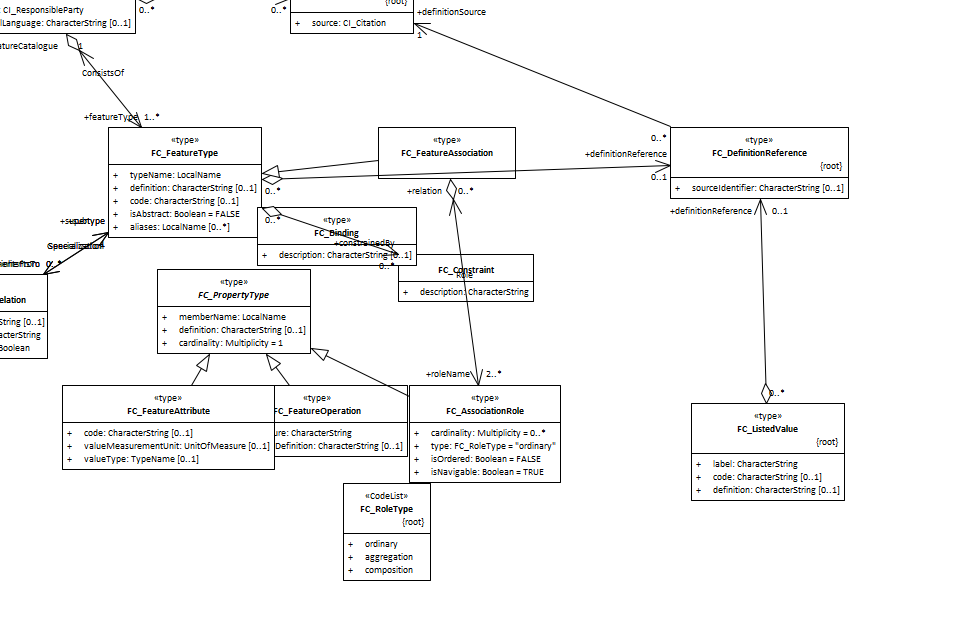 CI_ResponsibleParty
Language: CharacterString [0..1]
0..*
{root}
0..*
+ source: CI_Citation
+definitionSource
1
atureCatalogue
1
ConsistsOf
+featureType 1..*
«type»
FC_FeatureType
+ typeName: LocalName
+ definition: CharacterString [0..1]
+ code: CharacterString [0..1]
+ isAbstract: Boolean = FALSE
+ aliases: LocalName [0..*]
«type»
FC_FeatureAssociation
0..*
+definitionReference
0..1
«type»
FC_DefinitionReference
{root}
+ sourceIdentifier: CharacterString [0..1]
0..*
+relation 0..*
+definitionReference 0..1
0..*
«type»
FC_Binding
+ description: CharacterString [0..1]
+constrainedBy
0..*
FC_Constraint
Role
+ description: CharacterString
+subtype
0..*
elation
String [0..1]
acterString
Boolean
«type»
FC_PropertyType
+ memberName: LocalName
+ definition: CharacterString [0..1]
+ cardinality: Multiplicity = 1
+roleName 2..*
«type»
FC_FeatureAttribute
+ code: CharacterString [0..1]
+ valueMeasurementUnit: UnitOfMeasure [0..1]
+ valueType: TypeName [0..1]
«type»
FC_FeatureOperation
ure: CharacterString
Definition: CharacterString [0..1]
«type»
FC_AssociationRole
+ cardinality: Multiplicity = 0..*
+ type: FC_RoleType = "ordinary"
+ isOrdered: Boolean = FALSE
+ isNavigable: Boolean = TRUE
0..*
«type»
FC_ListedValue
{root}
+ label: CharacterString
+ code: CharacterString [0..1]
+ definition: CharacterString [0..1]
«CodeList»
FC_RoleType
{root}
+ ordinary
+ aggregation
+ composition